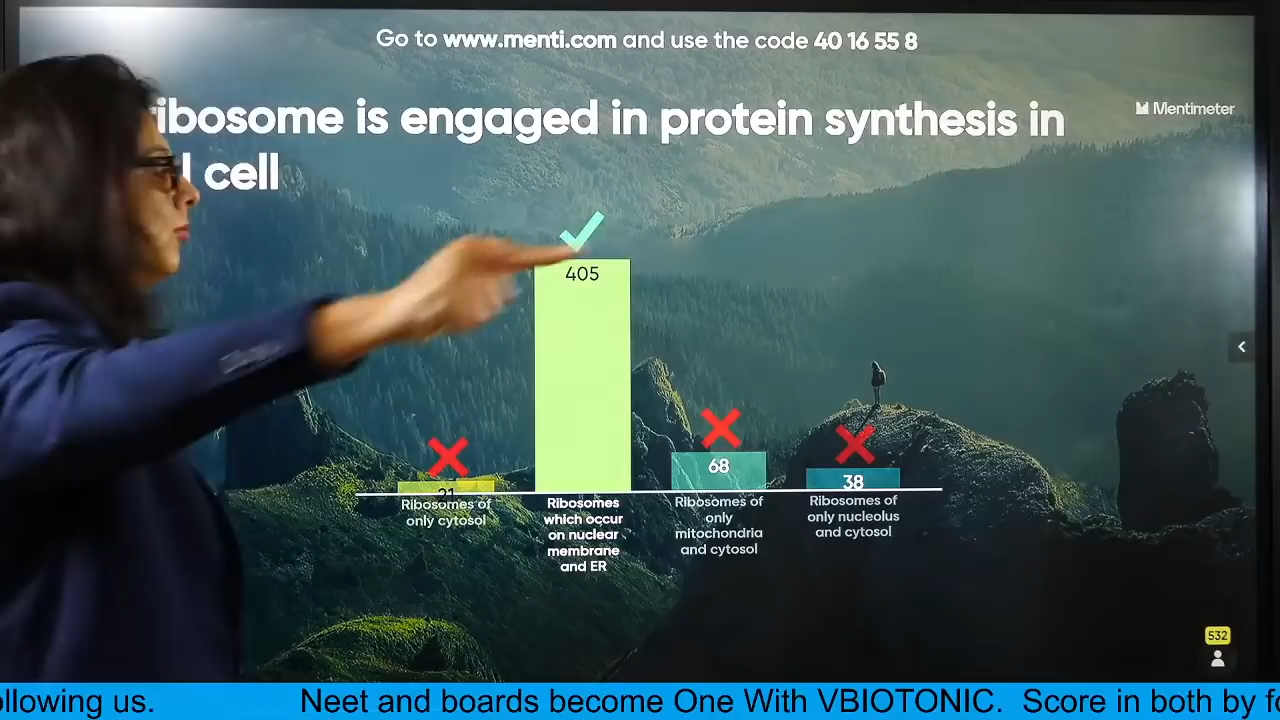 Go to www.menti.com and use the code 40 16 55 8
Mentimeter
ribosome is engaged in protein synthesis in
cell
405
68
38
21
Ribosomes of
only cytosol
Ribosomes
which occur
on nuclear
membrane
and ER
Ribosomes of
only
mitochondria
and cytosol
Ribosomes of
only nucleolus
and cytosol
532
ollowing us. Neet and boards become One With VBIOTONIC. Score in both by fo